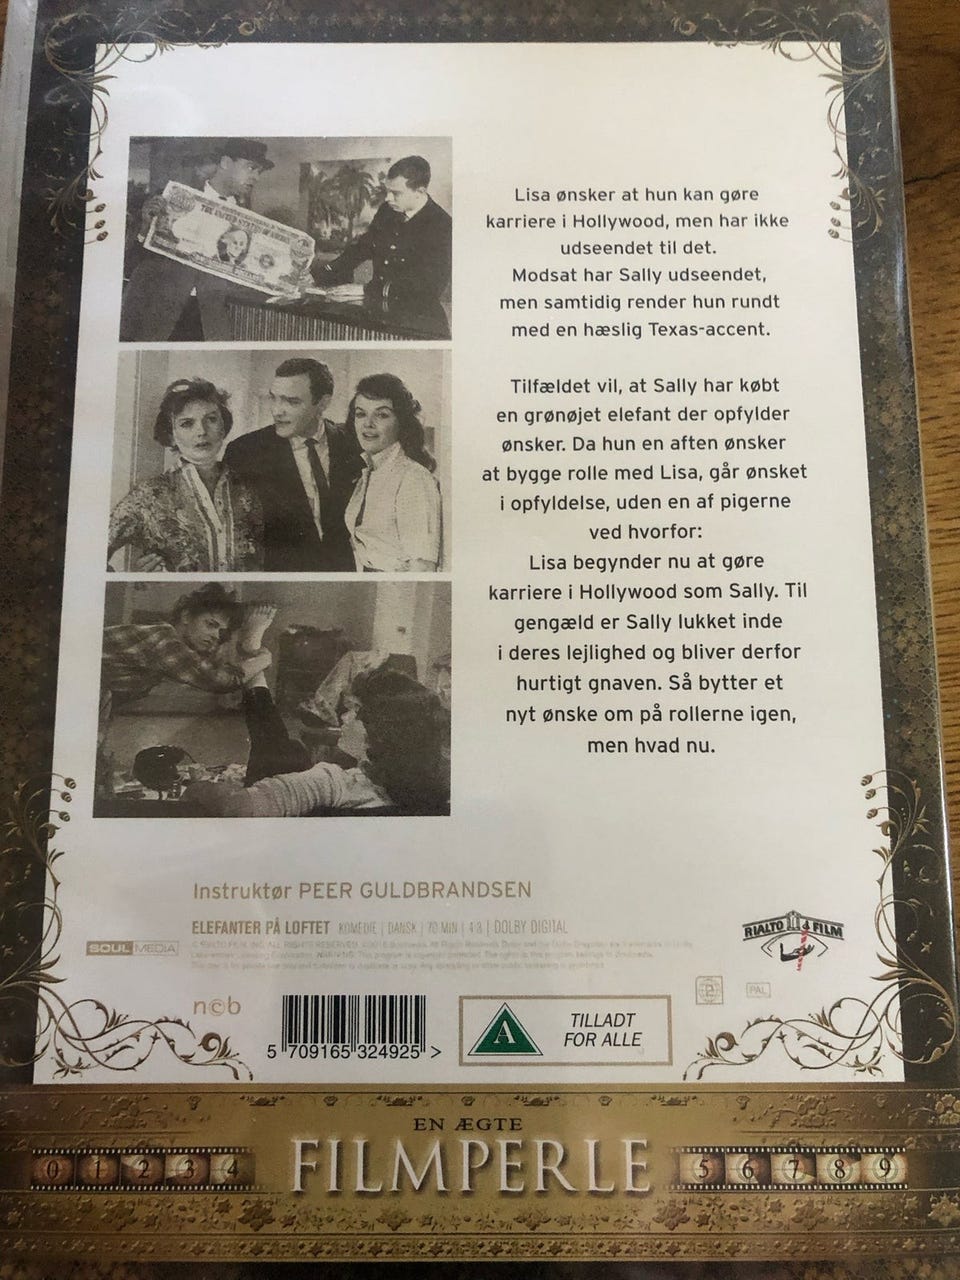 THE UNITED STATES OF AMERICA
Lisa ønsker at hun kan gøre
karriere i Hollywood, men har ikke
udseendet til det.
Modsat har Sally udseendet,
men samtidig render hun rundt
med en hæslig Texas-accent.
Tilfældet vil, at Sally har købt
en grønøjet elefant der opfylder
ønsker. Da hun en aften ønsker
at bygge rolle med Lisa, går ønsket
i opfyldelse, uden en af pigerne
ved hvorfor:
Lisa begynder nu at gøre
karriere i Hollywood som Sally. Til
gengæld er Sally lukket inde
i deres lejlighed og bliver derfor
hurtigt gnaven. Så bytter et
nyt ønske om på rollerne igen,
men hvad nu.
Instruktør PEER GULDBRANDSEN
ELEFANTER PÅ LOFTET KOMEDIE | DANSK | 70 MIN | 4:3 | DOLBY DIGITAL
SOUL MEDIA
RIALTO FILM
n©b
5 709165 324925 >
A
TILLADT
FOR ALLE
2
PAL
EN ÆGTE
FILMPERLE
0 1 2 3 4
5 6 7 8 9